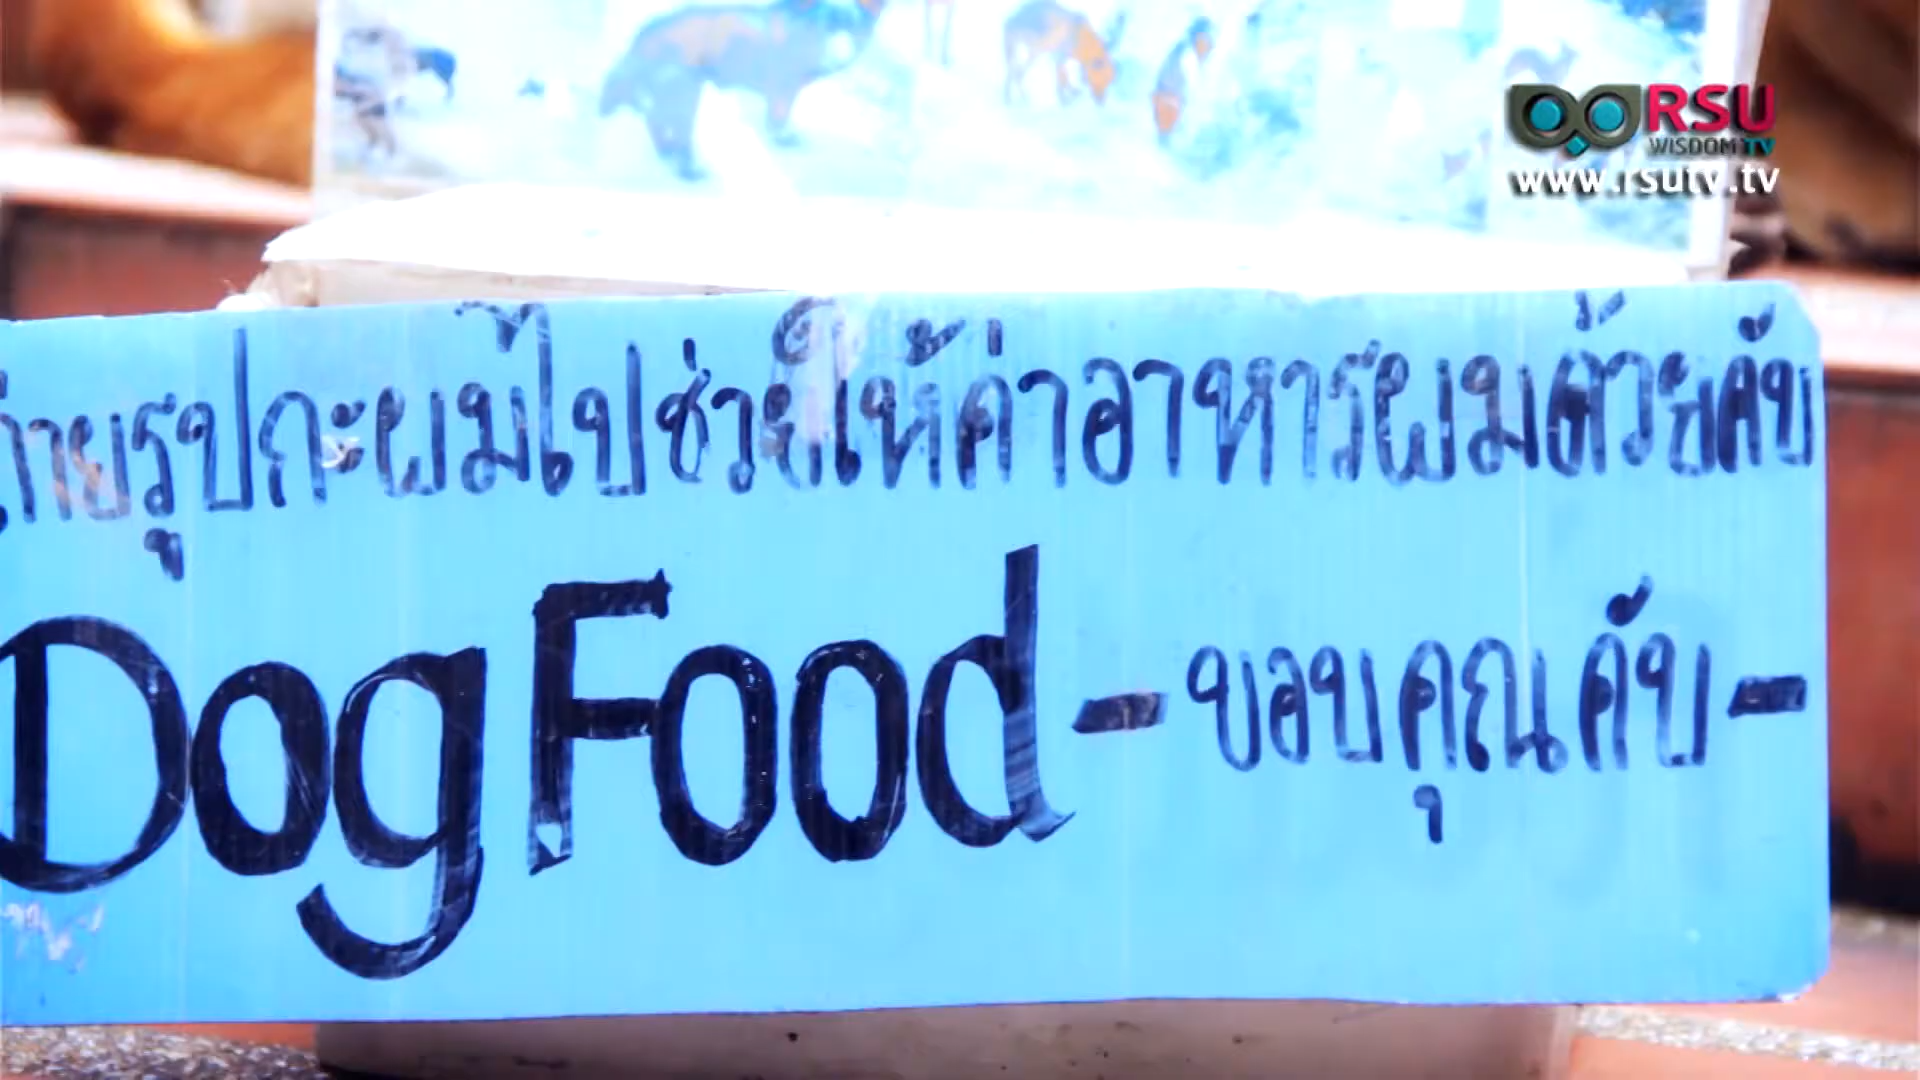 RSU
WISDOM TV
www.rsutv.tv
ถ่ายรูปกะผมไปช่วยให้ค่าอาหารผมด้วยคับ
Dog Food - ขอบคุณคับ -